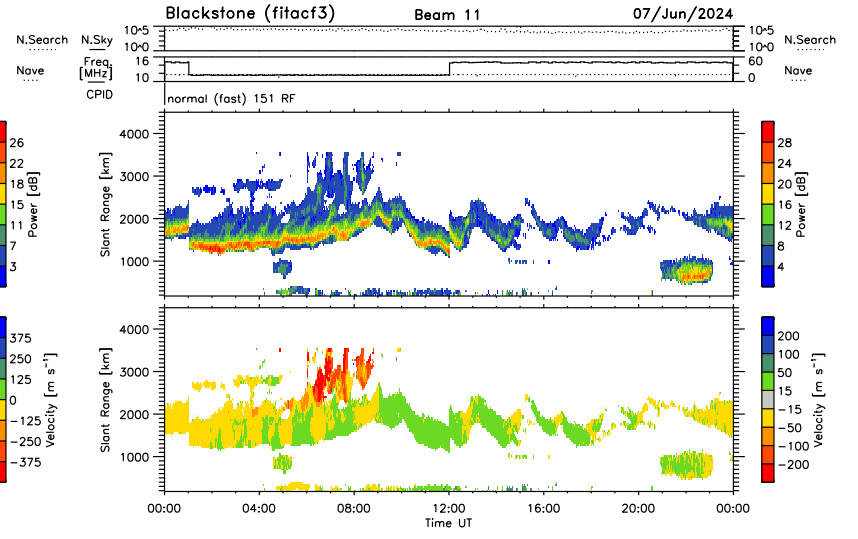 Blackstone (fitacf3) Beam 11 07/Jun/2024
N.Search N.Sky 10^5 10^0 10^5 10^0 N.Search
Nave Freq. [MHz] 16 10 60 0 Nave
CPID normal (fast) 151 RF
Slant Range [km] 4000 3000 2000 1000
26 22 18 15 11 7 3 Power [dB]
28 24 20 16 12 8 4 Power [dB]
Slant Range [km] 4000 3000 2000 1000
375 250 125 0 −125 −250 −375 Velocity [m s⁻¹]
200 100 50 15 −15 −50 −100 −200 Velocity [m s⁻¹]
00:00 04:00 08:00 12:00 16:00 20:00 00:00
Time UT